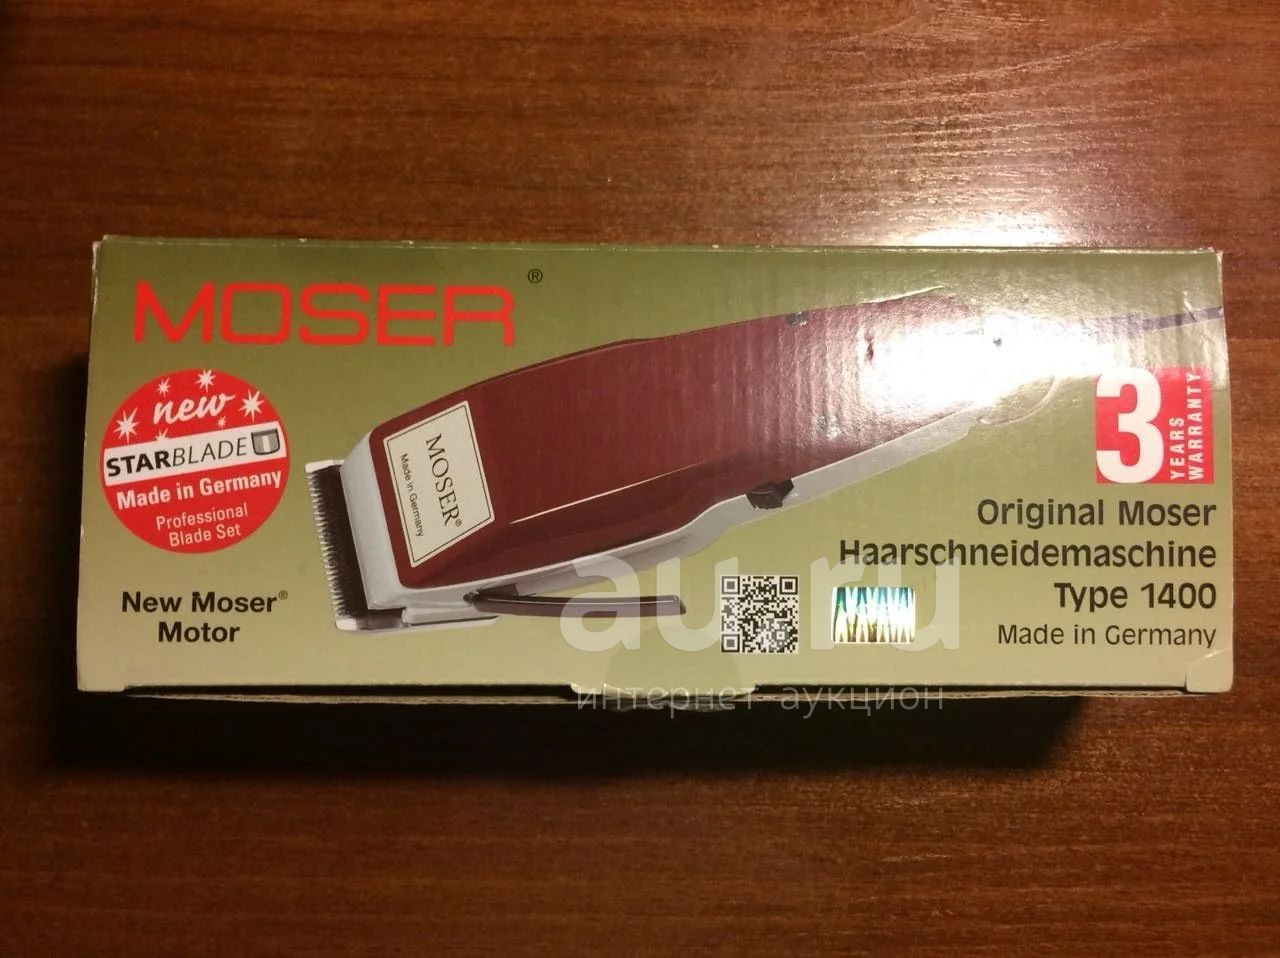 MOSER®
new
STARBLADE
Made in Germany
Professional
Blade Set
New Moser®
Motor
MOSER®
Made in Germany
3
YEARS
WARRANTY
Original Moser
Haarschneidemaschine
Type 1400
Made in Germany
MOSER
au.ru
интернет-аукцион